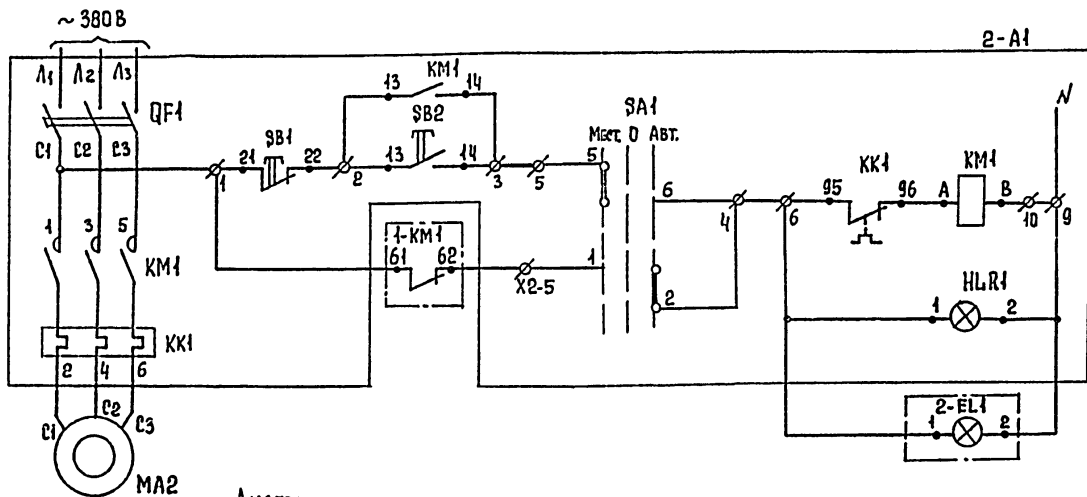 ~ 380 В
2-А1
Л1 Л2 Л3
QF1
С1 С2 С3
1 21 SB1 22 2
13 КМ1 14
SB2
13 14 3 5
SA1
Мест. 0 Авт.
5
6
1
2
4 6
95 КК1 96
А КМ1 В
10 9
N
1-КМ1
61 62
Х2-5
1 HLR1 2
2-EL1
1 2
1 3 5
КМ1
КК1
2 4 6
С1 С2 С3
МА2